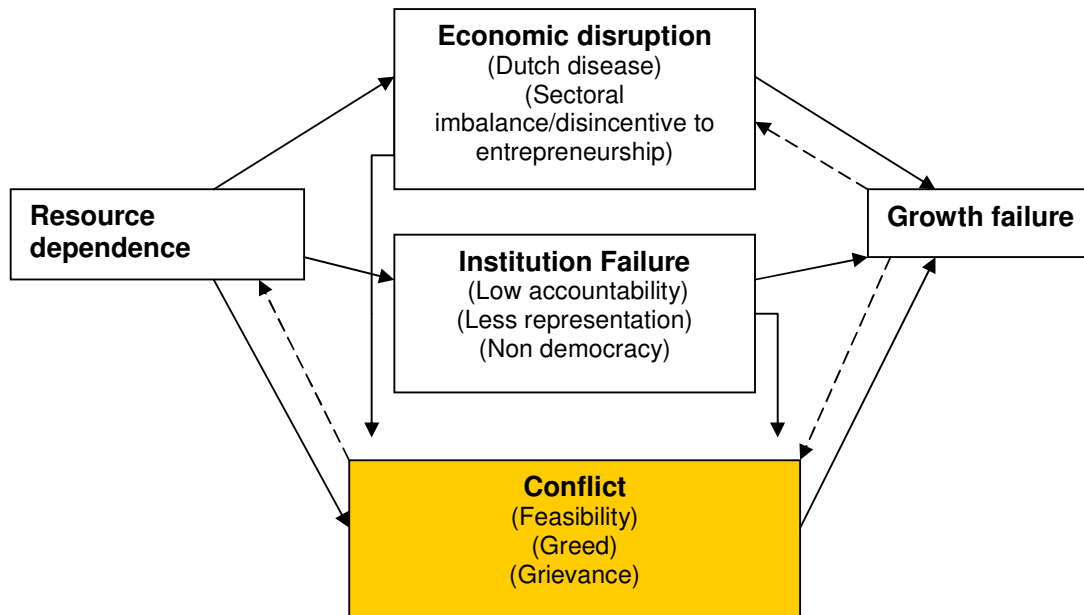 Economic disruption
(Dutch disease)
(Sectoral
imbalance/disincentive to
entrepreneurship)
Resource
dependence
Growth failure
Institution Failure
(Low accountability)
(Less representation)
(Non democracy)
Conflict
(Feasibility)
(Greed)
(Grievance)